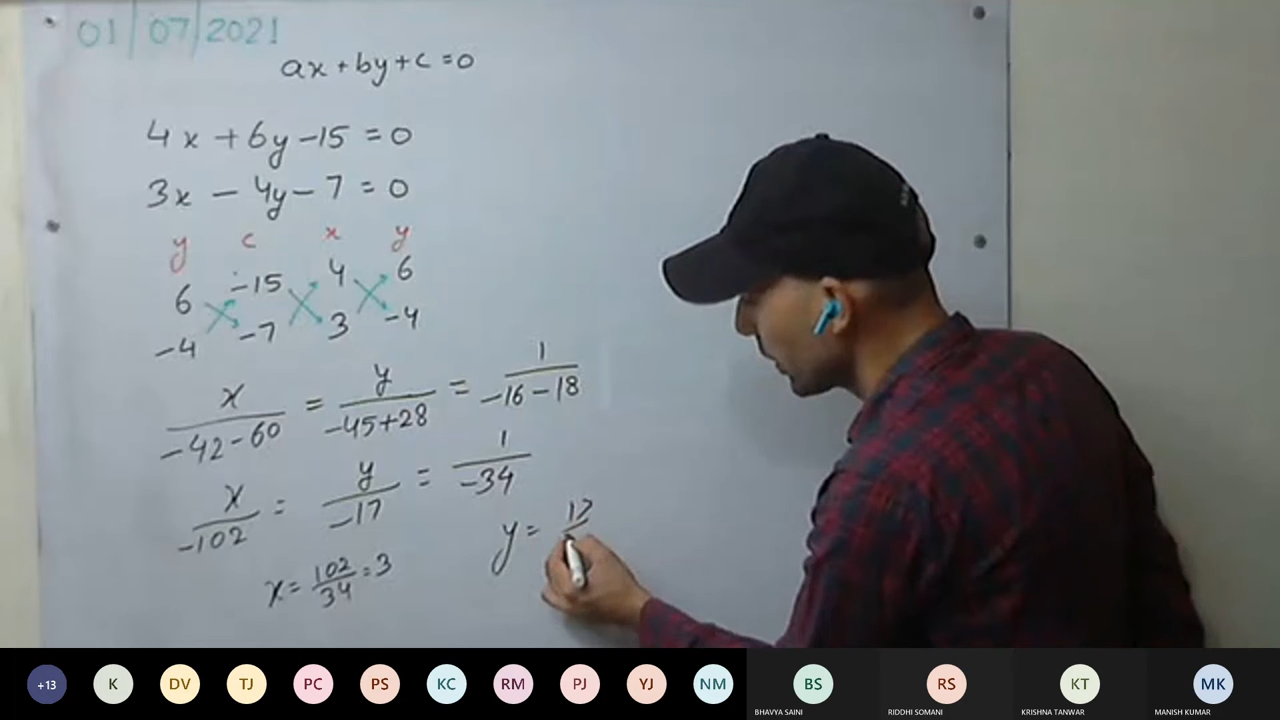 01/07/2021
ax+by+c=0
4x+6y-15=0
3x-4y-7=0
y c x y
6 -15 4 6
-4 -7 3 -4
x/(-42-60) = y/(-45+28) = 1/(-16-18)
x/-102 = y/-17 = 1/-34
x = 102/34 = 3
y = 17/
+13 K DV TJ PC PS KC RM PJ YJ NM BS RS KT MK
BHAVYA SAINI RIDDHI SOMANI KRISHNA TANWAR MANISH KUMAR